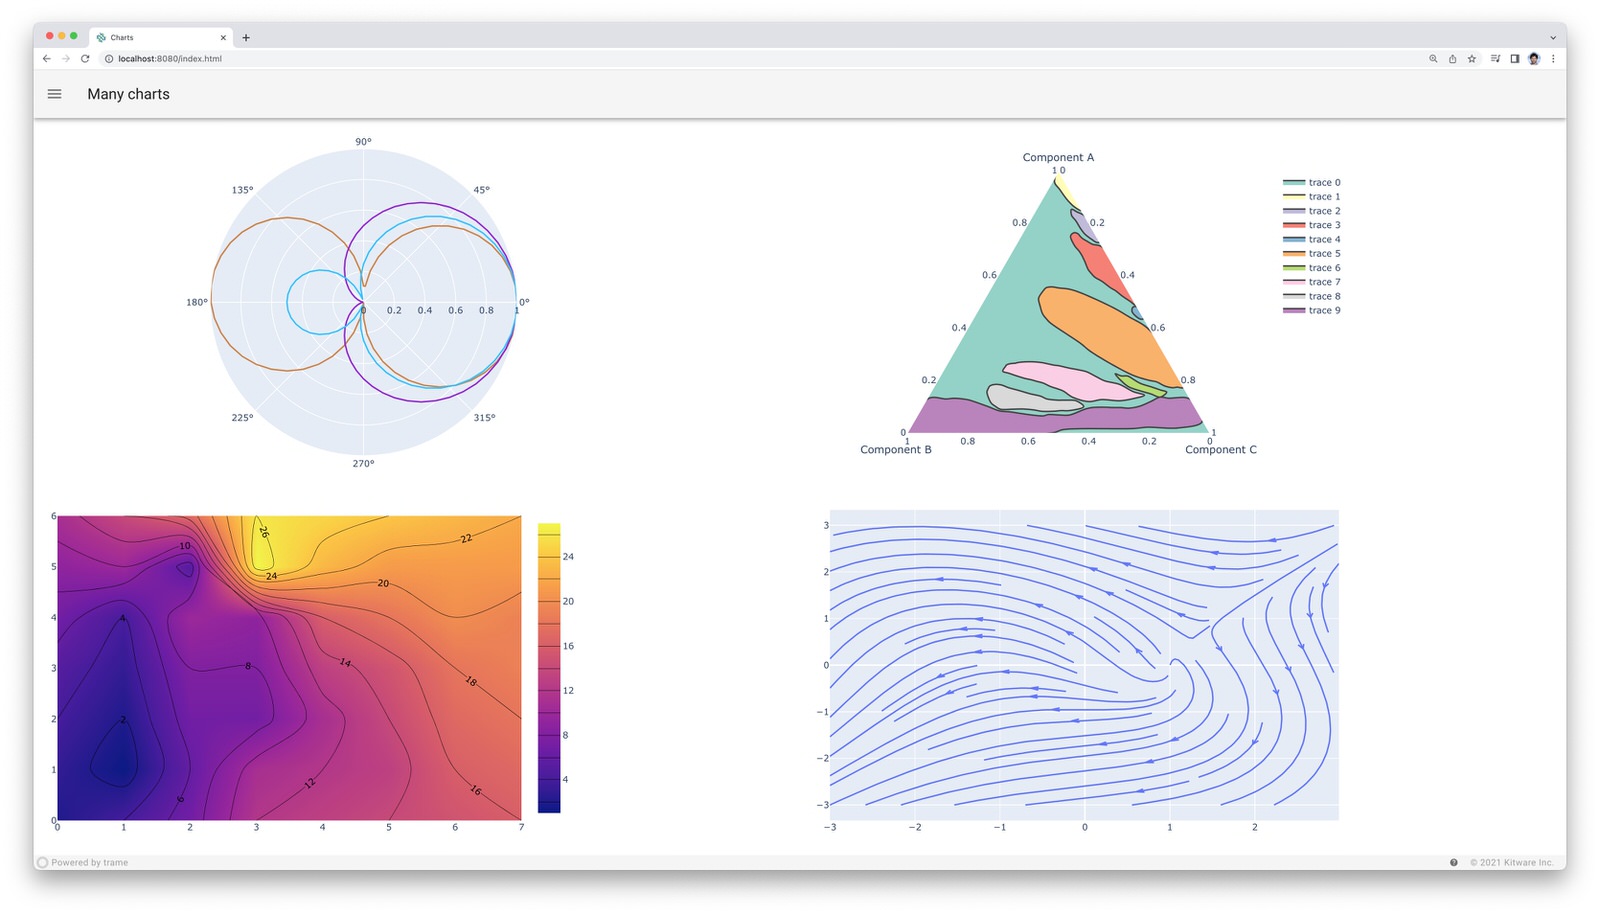 Charts
localhost:8080/index.html
Many charts
90°
135°
45°
180°
0 0.2 0.4 0.6 0.8 1
0°
225°
315°
270°
Component A
1 0
0.8 0.2
0.6 0.4
0.4 0.6
0.2 0.8
0 1
1 0.8 0.6 0.4 0.2 0
Component B
Component C
trace 0
trace 1
trace 2
trace 3
trace 4
trace 5
trace 6
trace 7
trace 8
trace 9
6
5
4
3
2
1
0
0 1 2 3 4 5 6 7
26
22
10
24
20
4
8
14
18
2
6
12
16
24
20
16
12
8
4
3
2
1
0
−1
−2
−3
−3 −2 −1 0 1 2
Powered by trame
© 2021 Kitware Inc.